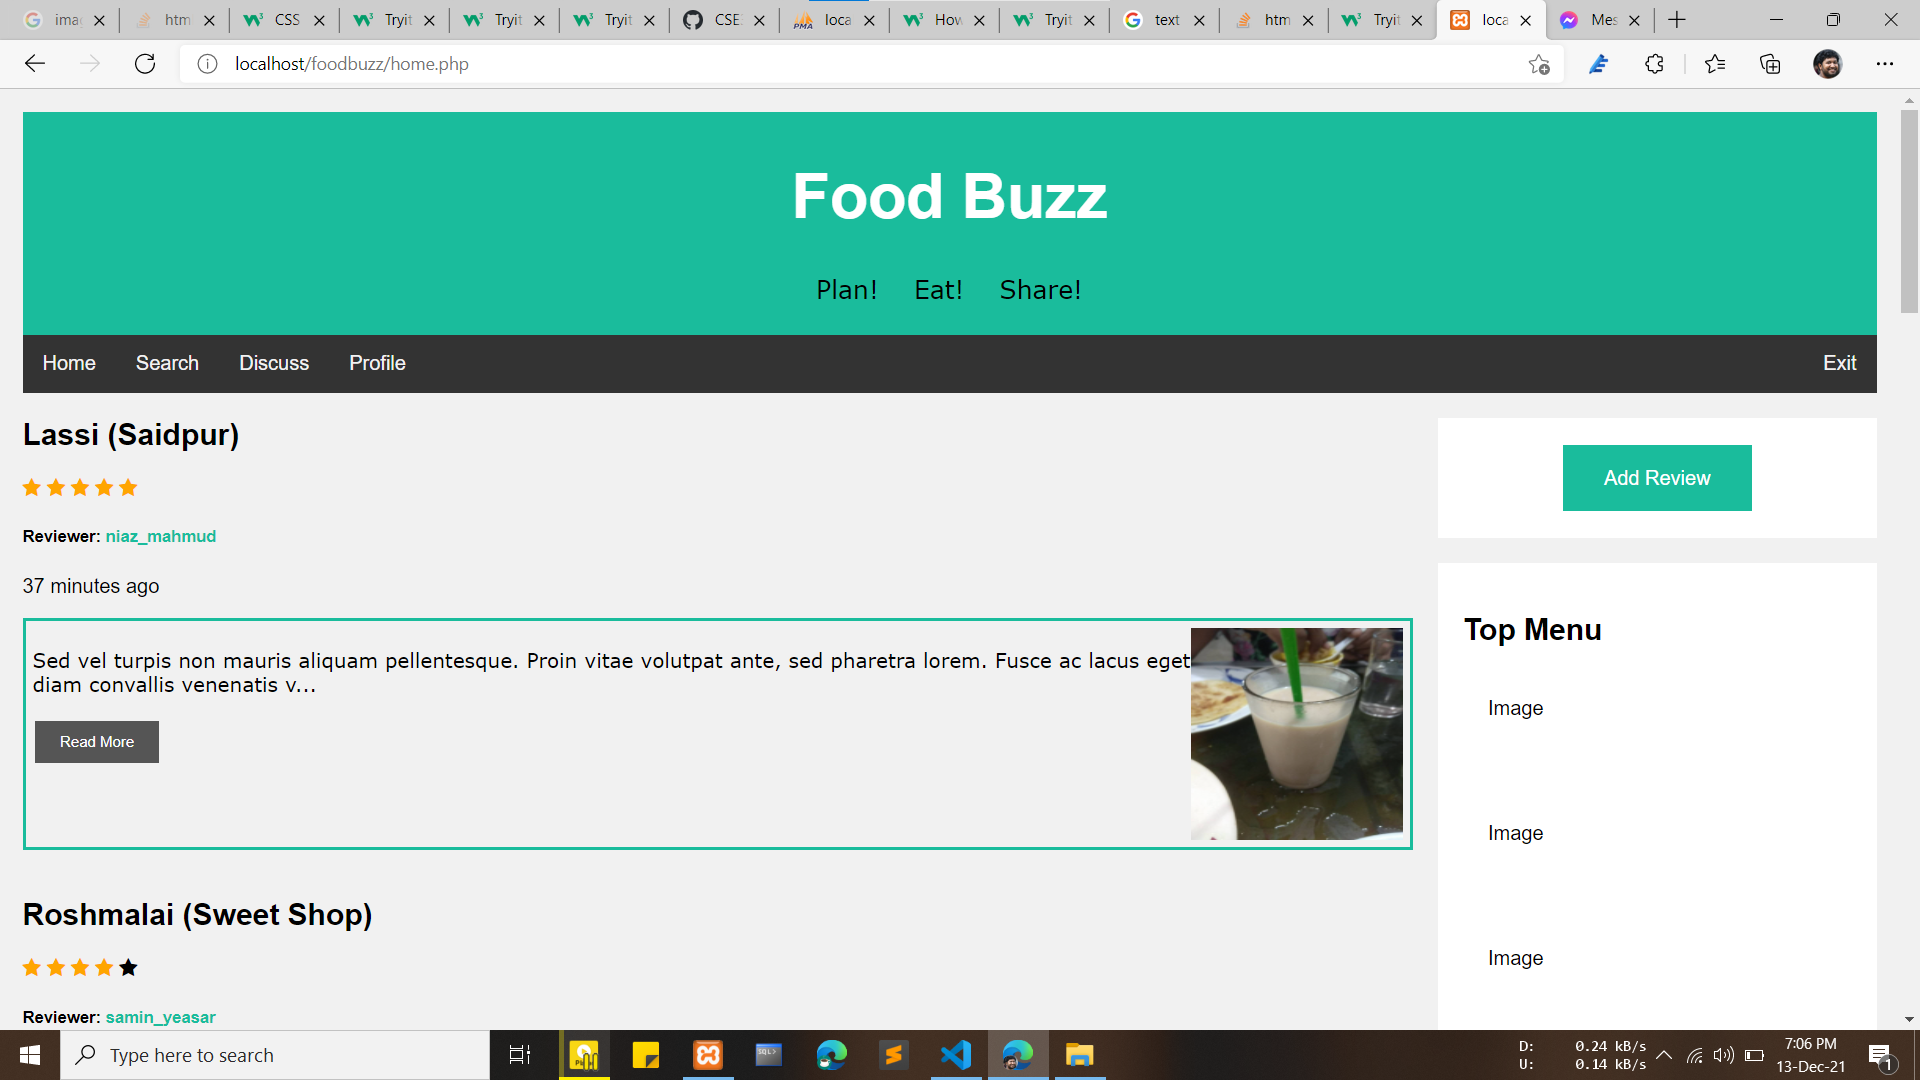 ima
htm
CSS
Tryit
Tryit
Tryit
CSE
loca
How
Tryit
text
htm
Tryit
loca
Mes
localhost/foodbuzz/home.php
Food Buzz
Plan! Eat! Share!
Home Search Discuss Profile Exit
Lassi (Saidpur)
Reviewer: niaz_mahmud
37 minutes ago
Sed vel turpis non mauris aliquam pellentesque. Proin vitae volutpat ante, sed pharetra lorem. Fusce ac lacus eget
diam convallis venenatis v...
Read More
Roshmalai (Sweet Shop)
Reviewer: samin_yeasar
Add Review
Top Menu
Image
Image
Image
Type here to search
D: 0.24 kB/s
U: 0.14 kB/s
7:06 PM
13-Dec-21
1